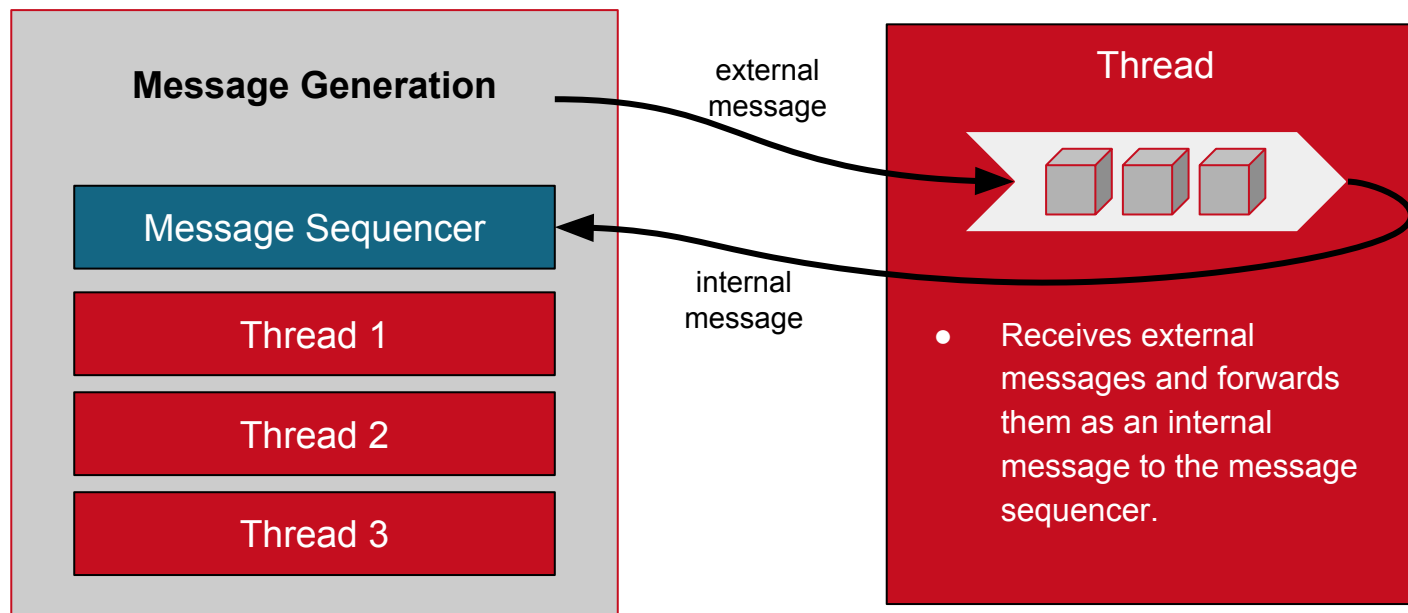 Message Generation
Message Sequencer
Thread 1
Thread 2
Thread 3
external
message
internal
message
Thread
● Receives external
messages and forwards
them as an internal
message to the message
sequencer.